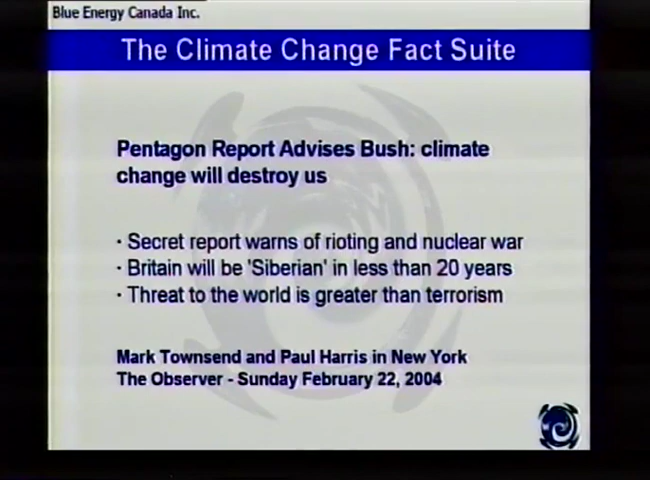 Blue Energy Canada Inc.
The Climate Change Fact Suite
Pentagon Report Advises Bush: climate
change will destroy us
· Secret report warns of rioting and nuclear war
· Britain will be 'Siberian' in less than 20 years
· Threat to the world is greater than terrorism
Mark Townsend and Paul Harris in New York
The Observer - Sunday February 22, 2004